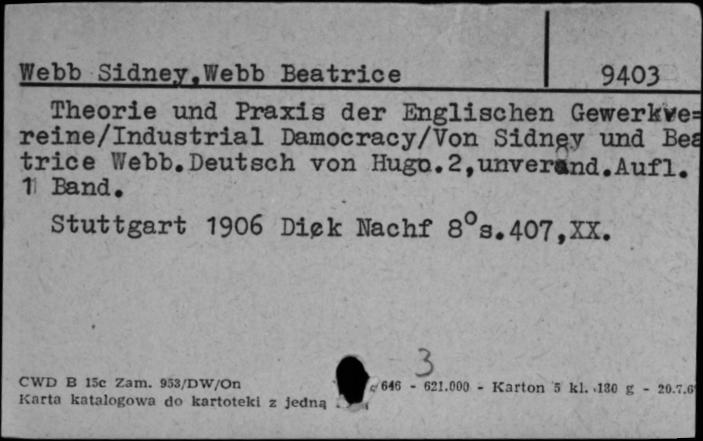 Webb Sidney,Webb Beatrice 9403
Theorie und Praxis der Englischen Gewerkve=
reine/Industrial Damocracy/Von Sidney und Bea
trice Webb.Deutsch von Hugo.2,unverand.Aufl.
1 Band.
Stuttgart 1906 Diek Nachf 8°s.407,XX.
3
CWD B 15c Zam. 953/DW/On 646 - 621.000 - Karton 5 kl. 130 g - 20.7.6
Karta katalogowa do kartoteki z jedną